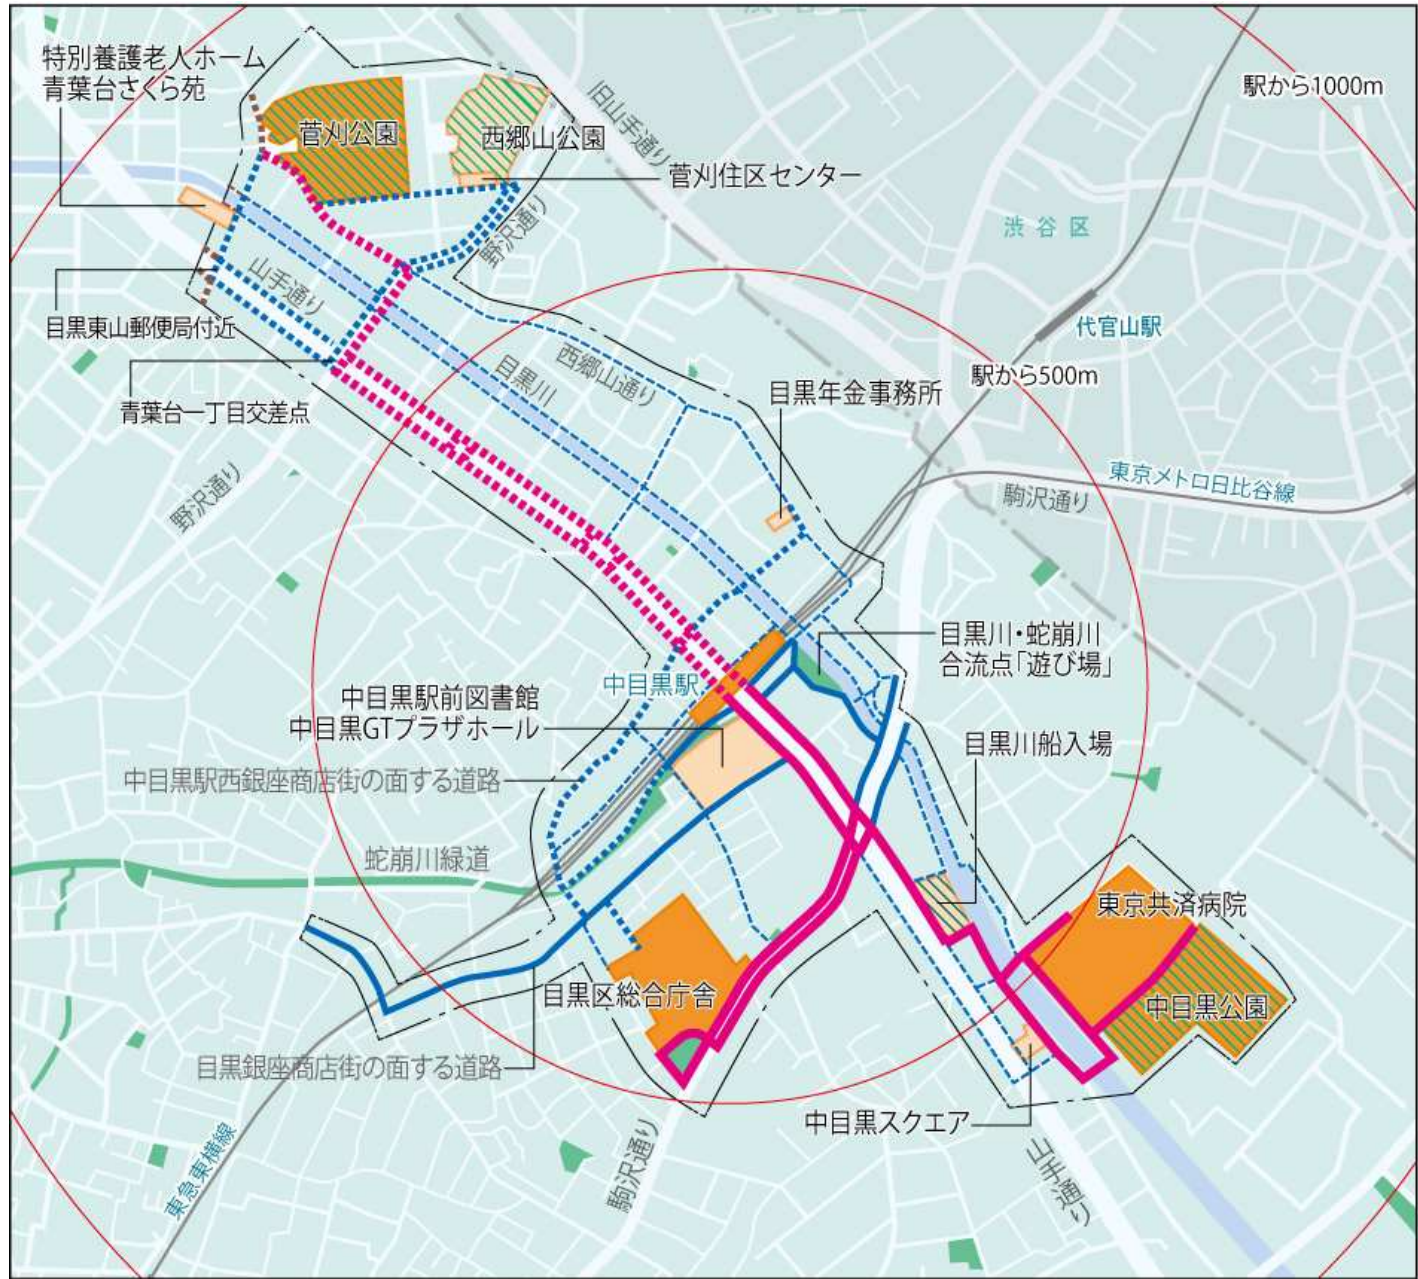 特別養護老人ホーム
青葉台さくら苑
菅刈公園
西郷山公園
旧山手通り
駅から1000m
菅刈住区センター
渋谷区
野沢通り
山手通り
目黒東山郵便局付近
代官山駅
目黒川
西郷山通り
駅から500m
目黒年金事務所
青葉台一丁目交差点
野沢通り
東京メトロ日比谷線
駒沢通り
目黒川・蛇崩川
合流点「遊び場」
中目黒駅
中目黒駅前図書館
中目黒GTプラザホール
目黒川船入場
中目黒駅西銀座商店街の面する道路
蛇崩川緑道
東京共済病院
目黒区総合庁舎
中目黒公園
目黒銀座商店街の面する道路
中目黒スクエア
東急東横線
駒沢通り
山手通り